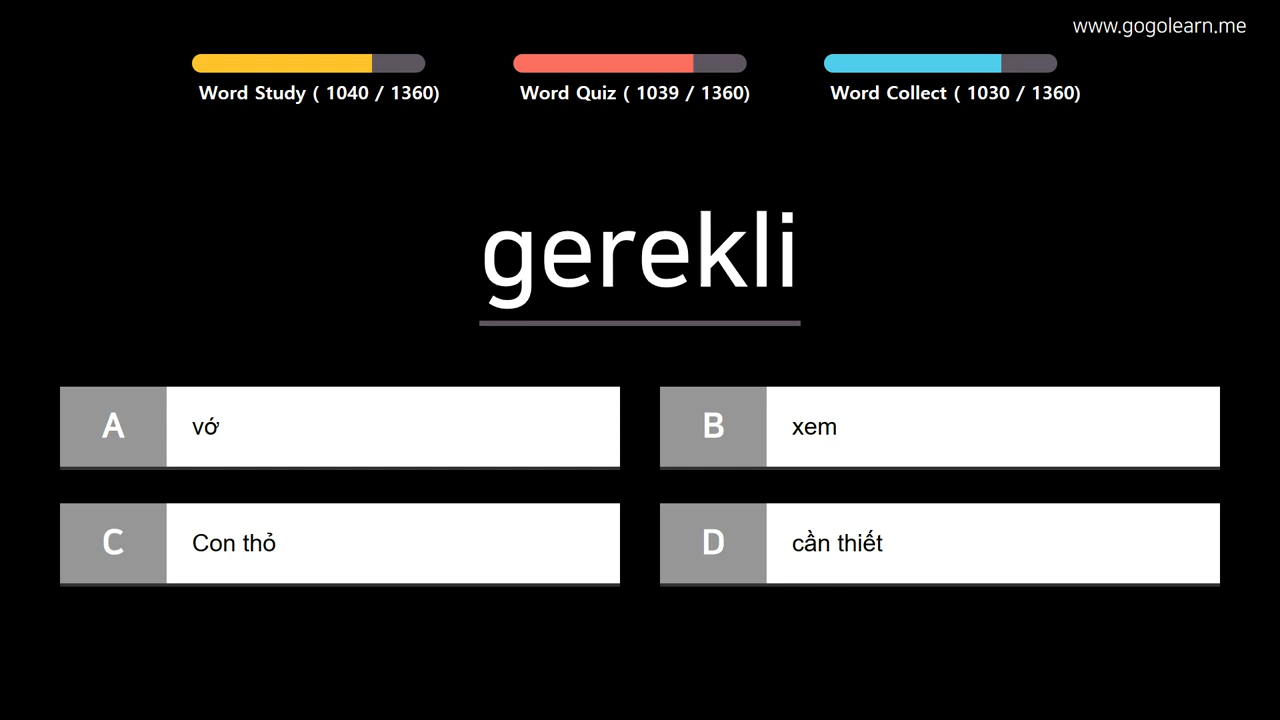 www.gogolearn.me
Word Study ( 1040 / 1360)
Word Quiz ( 1039 / 1360)
Word Collect ( 1030 / 1360)
gerekli
A
vớ
B
xem
C
Con thỏ
D
cần thiết